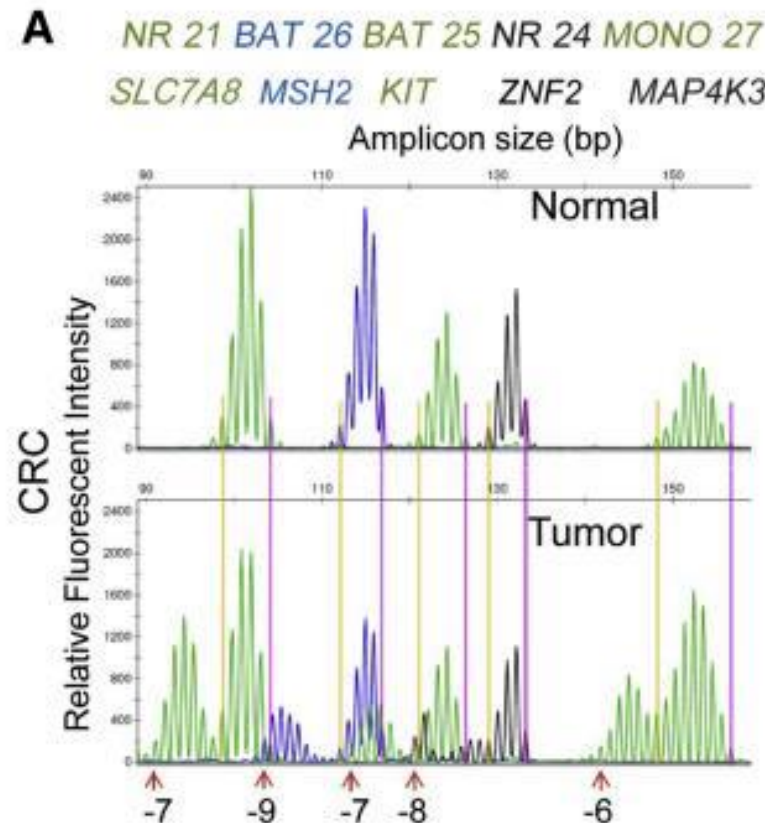 A
NR 21 BAT 26 BAT 25 NR 24 MONO 27
SLC7A8 MSH2 KIT ZNF2 MAP4K3
Amplicon size (bp)
90 110 130 150
Normal
2400
2000
1600
1200
800
400
0
CRC
Relative Fluorescent Intensity
90 110 130 150
Tumor
2400
2000
1600
1200
800
400
0
-7 -9 -7 -8 -6